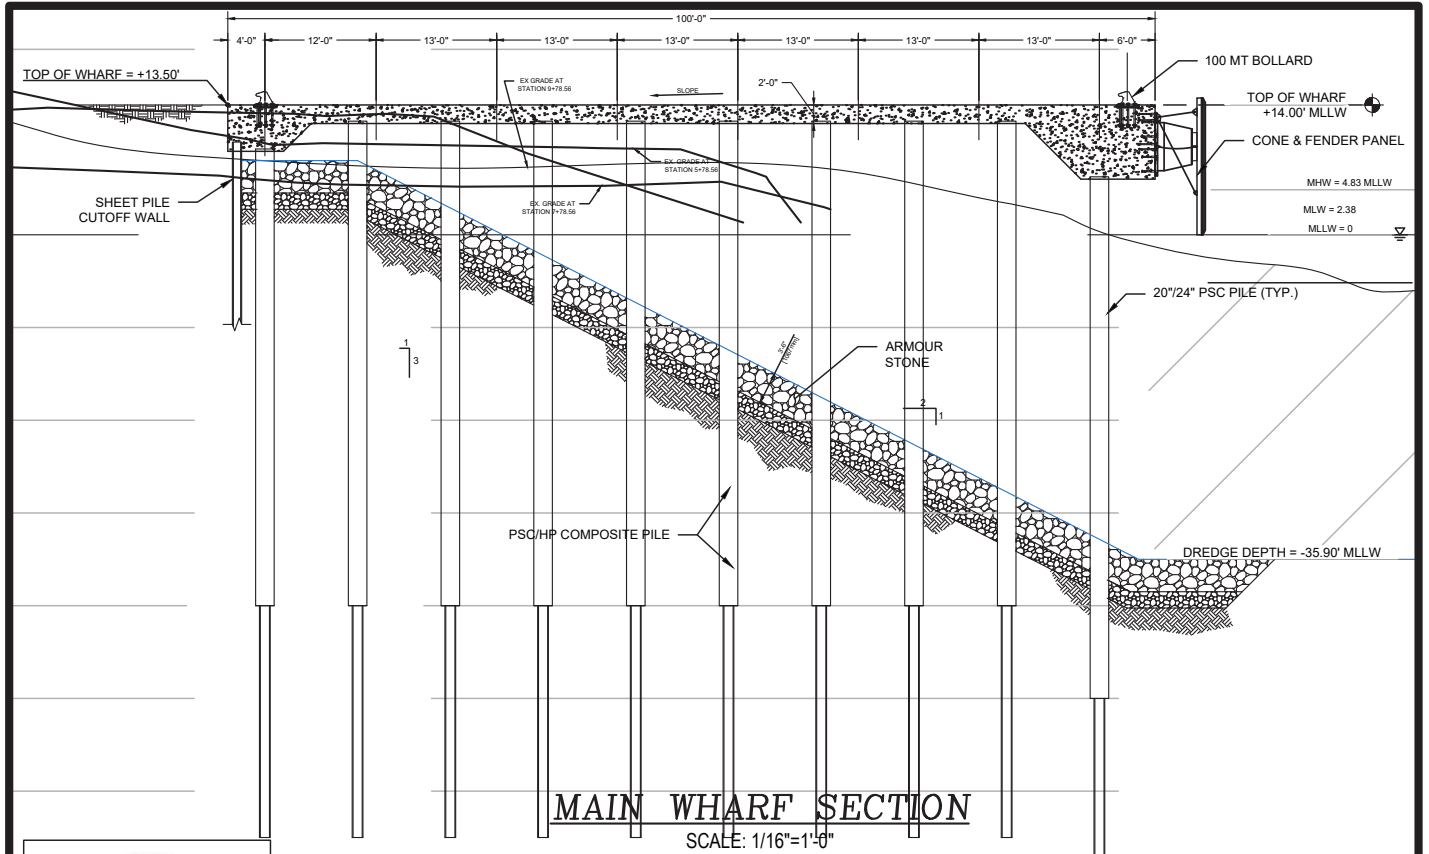 100'-0"
4'-0" 12'-0" 13'-0" 13'-0" 13'-0" 13'-0" 13'-0" 13'-0" 6'-0"
TOP OF WHARF = +13.50'
EX GRADE AT
STATION 9+78.56
SLOPE
2'-0"
100 MT BOLLARD
TOP OF WHARF
+14.00' MLLW
CONE & FENDER PANEL
EX. GRADE AT
STATION 5+78.56
EX. GRADE AT
STATION 7+78.56
SHEET PILE
CUTOFF WALL
MHW = 4.83 MLLW
MLW = 2.38
MLLW = 0
20"/24" PSC PILE (TYP.)
1
3
3'-6"
ARMOUR
STONE
2
1
PSC/HP COMPOSITE PILE
DREDGE DEPTH = -35.90' MLLW
MAIN WHARF SECTION
SCALE: 1/16"=1'-0"